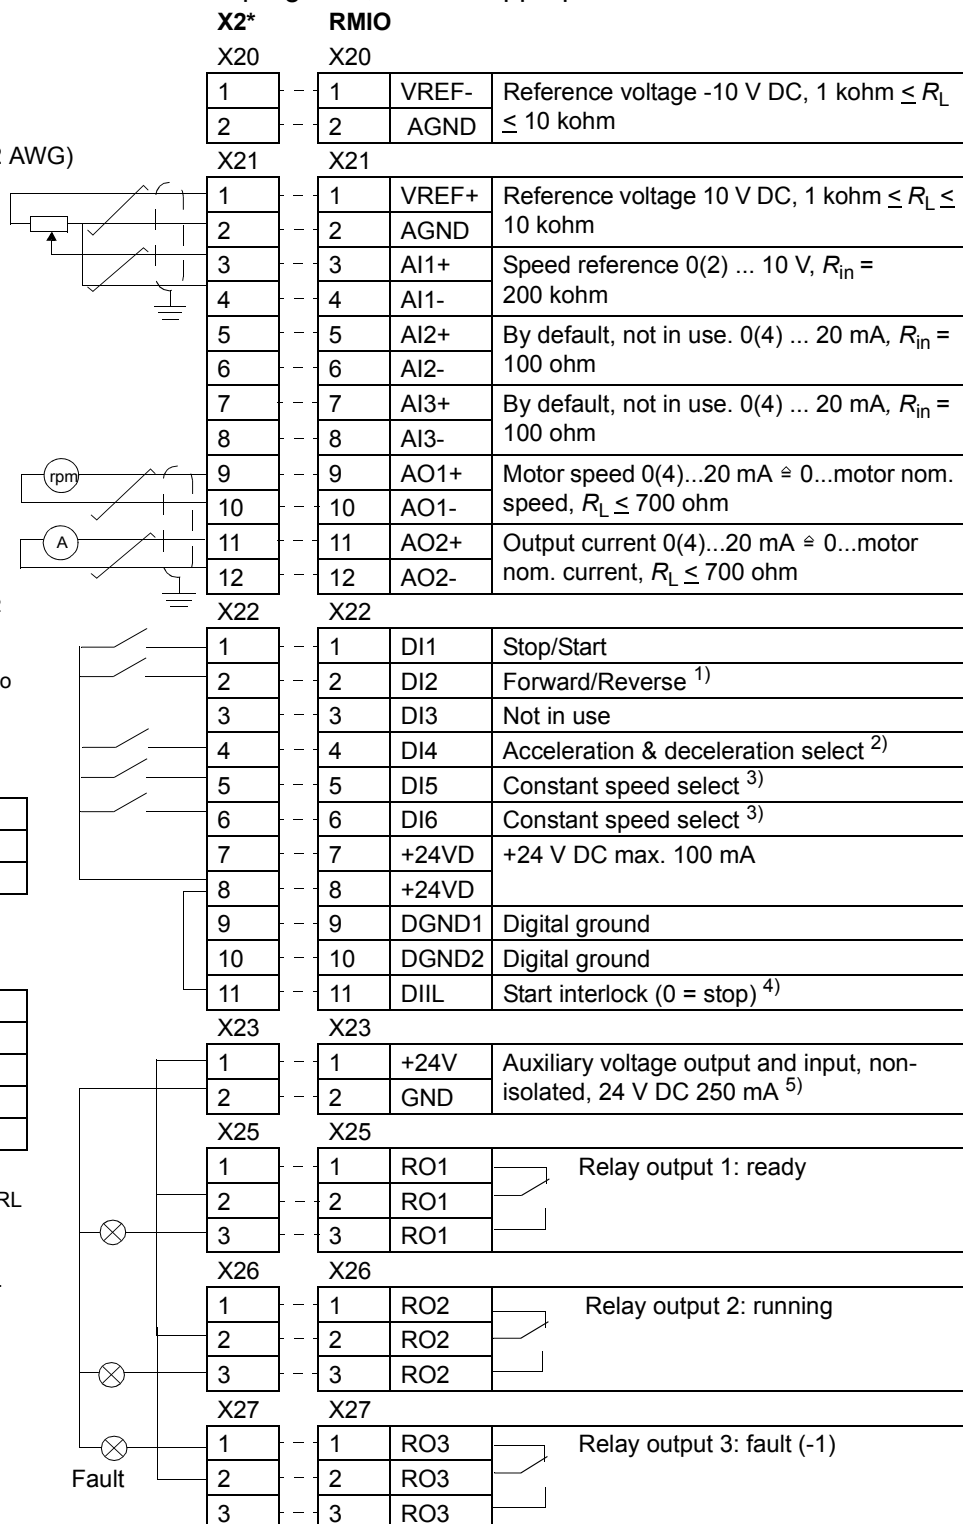 X2* RMIO
X20 X20
1 1 VREF- Reference voltage -10 V DC, 1 kohm ≤ RL
2 2 AGND ≤ 10 kohm
AWG)
X21 X21
1 1 VREF+ Reference voltage 10 V DC, 1 kohm ≤ RL ≤
2 2 AGND 10 kohm
3 3 AI1+ Speed reference 0(2) ... 10 V, Rin =
4 4 AI1- 200 kohm
5 5 AI2+ By default, not in use. 0(4) ... 20 mA, Rin =
6 6 AI2- 100 ohm
7 7 AI3+ By default, not in use. 0(4) ... 20 mA, Rin =
8 8 AI3- 100 ohm
rpm 9 9 AO1+ Motor speed 0(4)...20 mA ≙ 0...motor nom.
10 10 AO1- speed, RL ≤ 700 ohm
A 11 11 AO2+ Output current 0(4)...20 mA ≙ 0...motor
12 12 AO2- nom. current, RL ≤ 700 ohm
X22 X22
1 1 DI1 Stop/Start
2 2 DI2 Forward/Reverse 1)
o
3 3 DI3 Not in use
4 4 DI4 Acceleration & deceleration select 2)
5 5 DI5 Constant speed select 3)
6 6 DI6 Constant speed select 3)
7 7 +24VD +24 V DC max. 100 mA
8 8 +24VD
9 9 DGND1 Digital ground
10 10 DGND2 Digital ground
11 11 DIIL Start interlock (0 = stop) 4)
X23 X23
1 1 +24V Auxiliary voltage output and input, non-
2 2 GND isolated, 24 V DC 250 mA 5)
X25 X25
1 1 RO1 Relay output 1: ready
2 2 RO1
RL
3 3 RO1
X26 X26
1 1 RO2 Relay output 2: running
2 2 RO2
3 3 RO2
X27 X27
1 1 RO3 Relay output 3: fault (-1)
Fault 2 2 RO3
3 3 RO3